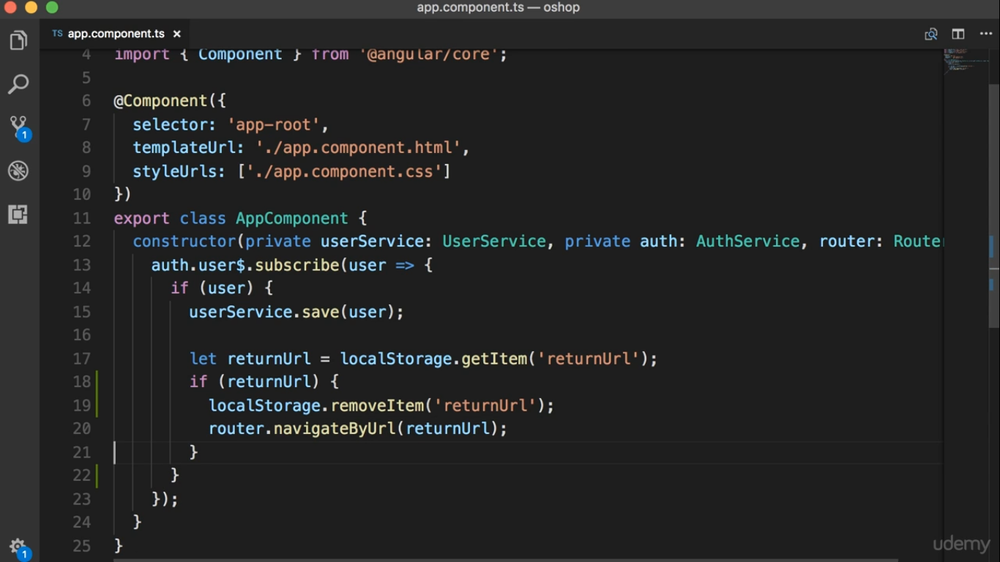 app.component.ts — oshop
TS app.component.ts ×
4 import { Component } from '@angular/core';
5
6 @Component({
7 selector: 'app-root',
8 templateUrl: './app.component.html',
9 styleUrls: ['./app.component.css']
10 })
11 export class AppComponent {
12 constructor(private userService: UserService, private auth: AuthService, router: Router
13 auth.user$.subscribe(user => {
14 if (user) {
15 userService.save(user);
16
17 let returnUrl = localStorage.getItem('returnUrl');
18 if (returnUrl) {
19 localStorage.removeItem('returnUrl');
20 router.navigateByUrl(returnUrl);
21 }
22 }
23 });
24 }
25 }
1
1
udemy